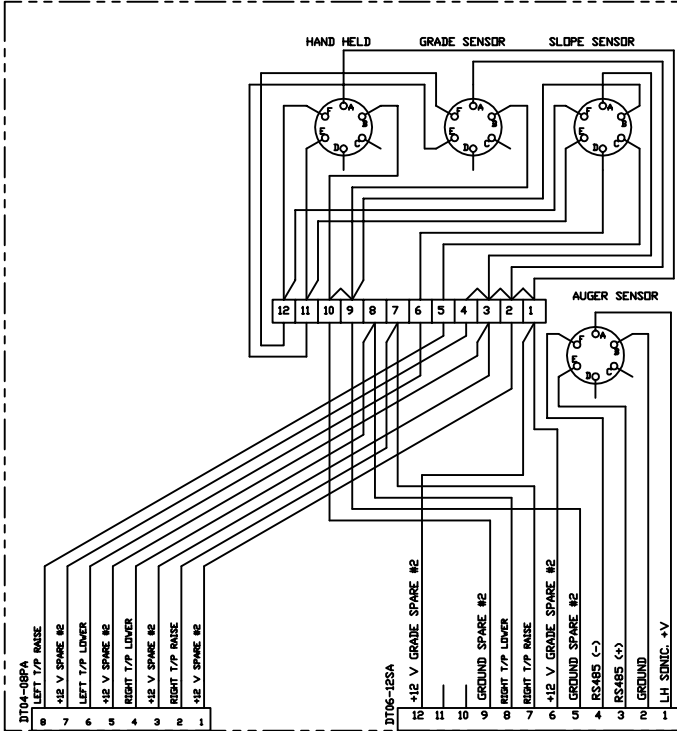 HAND HELD
GRADE SENSOR
SLOPE SENSOR
A
B
C
D
E
F
A
B
C
D
E
F
A
B
C
D
E
F
12 11 10 9 8 7 6 5 4 3 2 1
AUGER SENSOR
A
B
C
D
E
F
DT04-08PA
LEFT T/P RAISE
+12 V SPARE #2
LEFT T/P LOWER
+12 V SPARE #2
RIGHT T/P LOWER
+12 V SPARE #2
RIGHT T/P RAISE
+12 V SPARE #2
8 7 6 5 4 3 2 1
DT06-12SA
+12 V GRADE SPARE #2
GROUND SPARE #2
RIGHT T/P LOWER
RIGHT T/P RAISE
+12 V GRADE SPARE #2
GROUND SPARE #2
RS485 (-)
RS485 (+)
GROUND
LH SONIC. +V
12 11 10 9 8 7 6 5 4 3 2 1